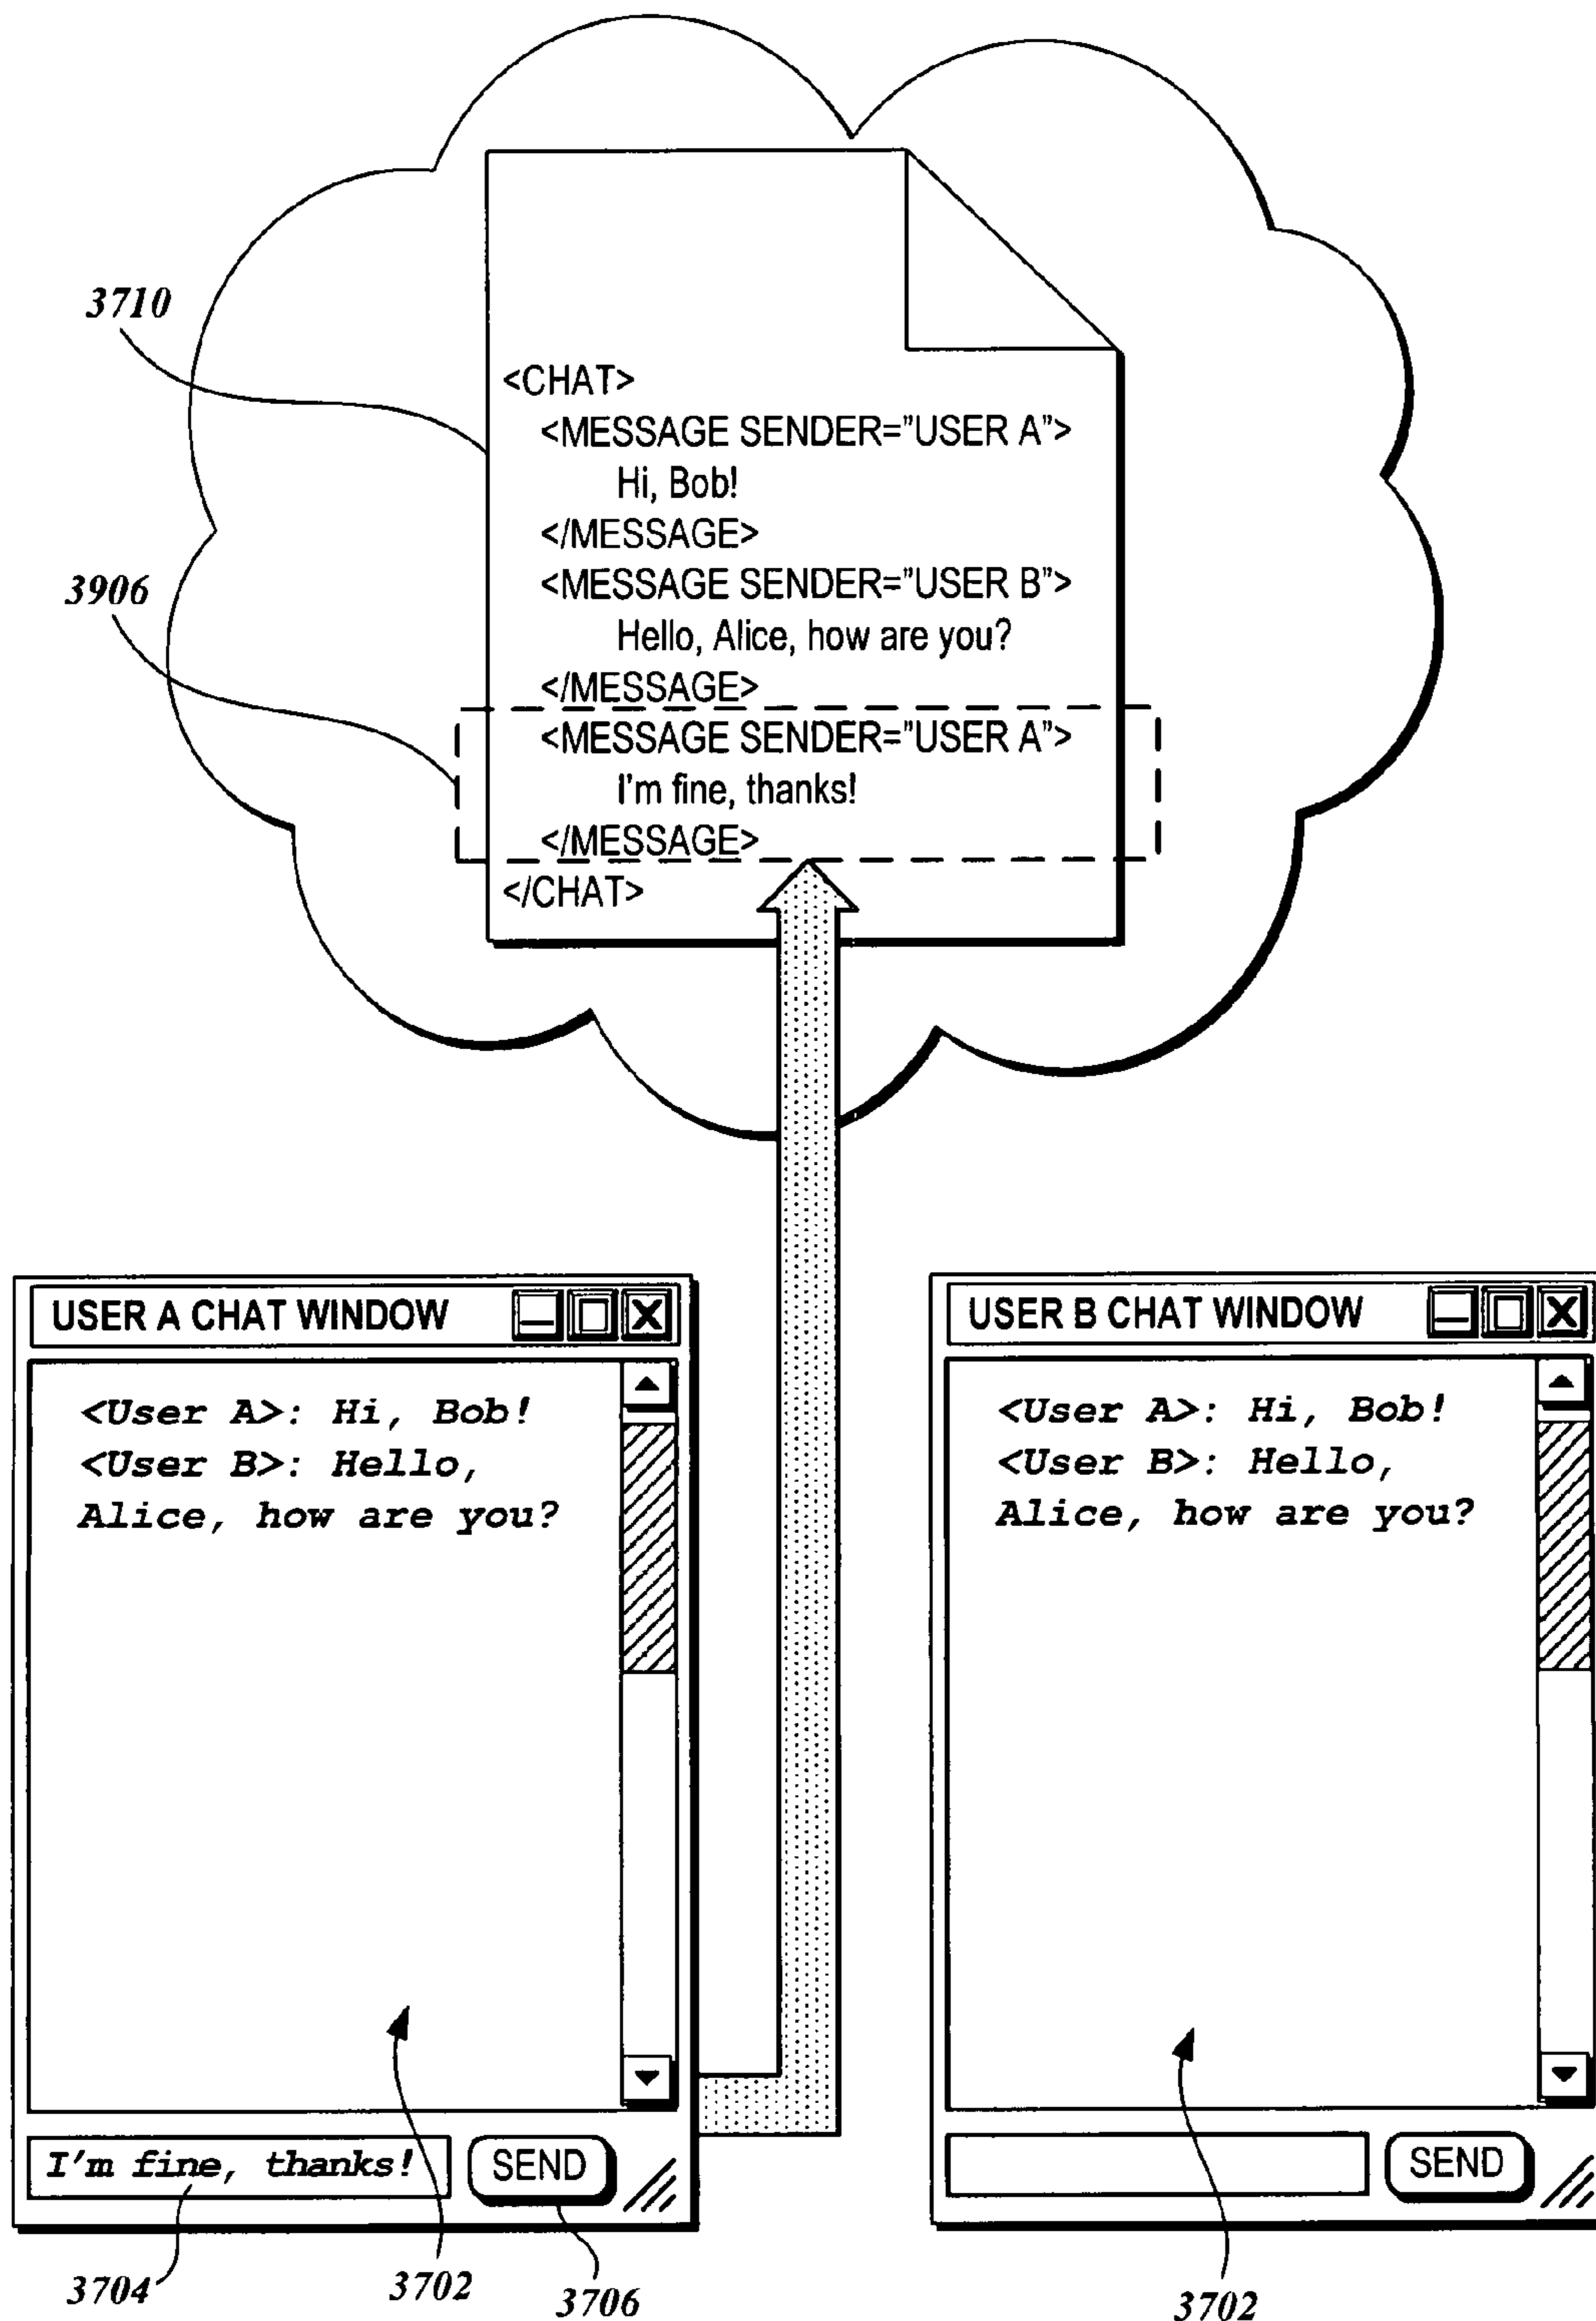 3710
<CHAT>
<MESSAGE SENDER="USER A">
Hi, Bob!
</MESSAGE>
3906
<MESSAGE SENDER="USER B">
Hello, Alice, how are you?
</MESSAGE>
<MESSAGE SENDER="USER A">
I'm fine, thanks!
</MESSAGE>
</CHAT>
USER A CHAT WINDOW
<User A>: Hi, Bob!
<User B>: Hello,
Alice, how are you?
I'm fine, thanks!
SEND
3704
3702
3706
USER B CHAT WINDOW
<User A>: Hi, Bob!
<User B>: Hello,
Alice, how are you?
SEND
3702